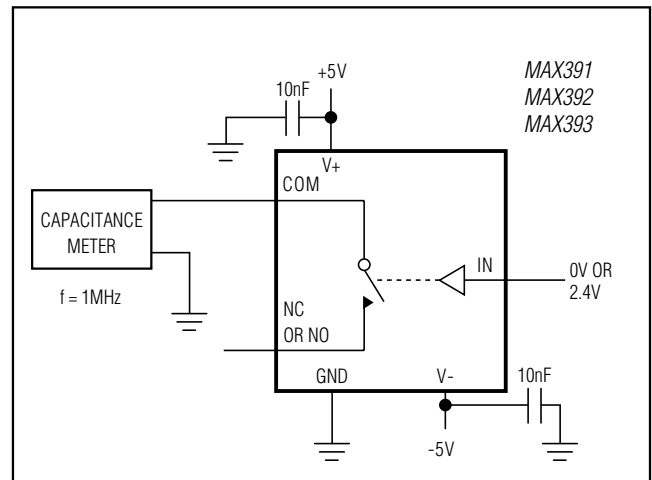 MAX391
MAX392
MAX393
+5V
10nF
V+
COM
CAPACITANCE
METER
f = 1MHz
IN
0V OR
2.4V
NC
OR NO
GND
V-
10nF
-5V